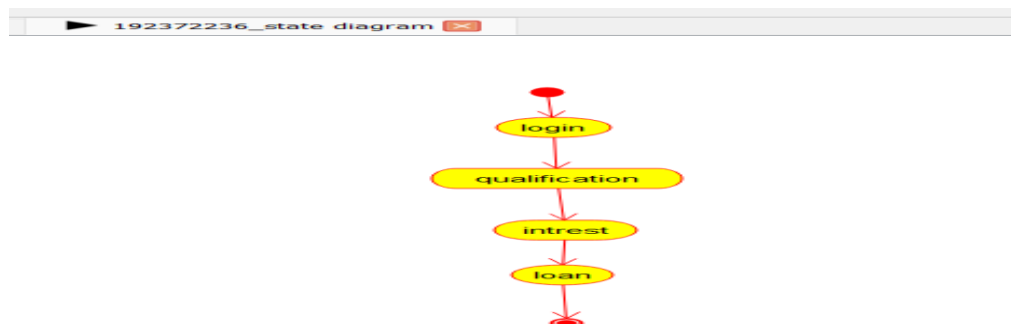 192372236_state diagram
login
qualification
intrest
loan